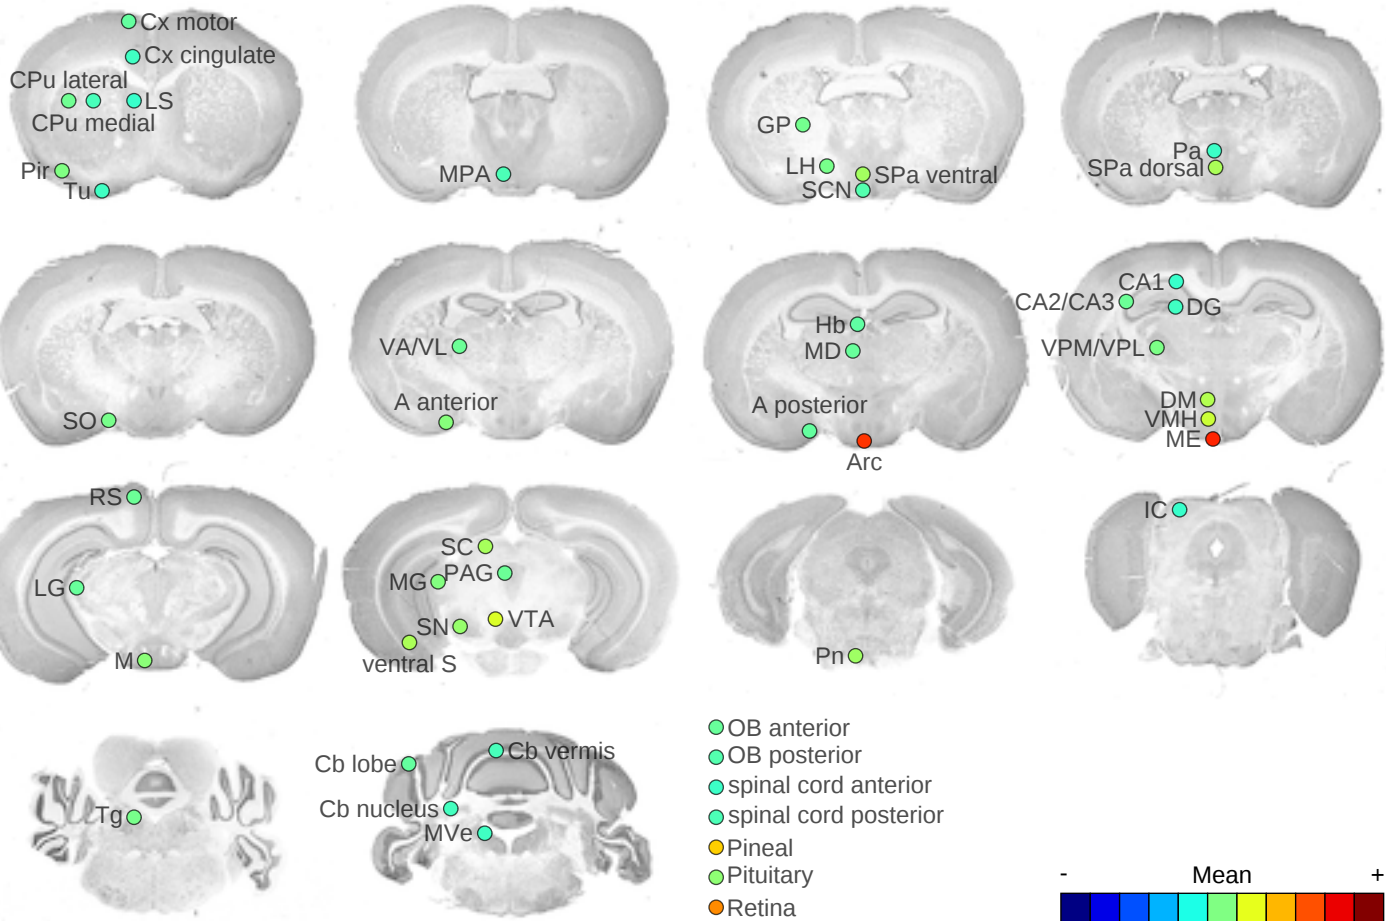 Cx motor
Cx cingulate
CPu lateral
LS
CPu medial
Pir
Tu
MPA
GP
LH
SPa ventral
SCN
Pa
SPa dorsal
SO
VA/VL
A anterior
Hb
MD
A posterior
Arc
CA1
CA2/CA3
DG
VPM/VPL
DM
VMH
ME
RS
LG
M
SC
MG
PAG
SN
VTA
ventral S
Pn
IC
Tg
Cb lobe
Cb vermis
Cb nucleus
MVe
OB anterior
OB posterior
spinal cord anterior
spinal cord posterior
Pineal
Pituitary
Retina
- Mean +